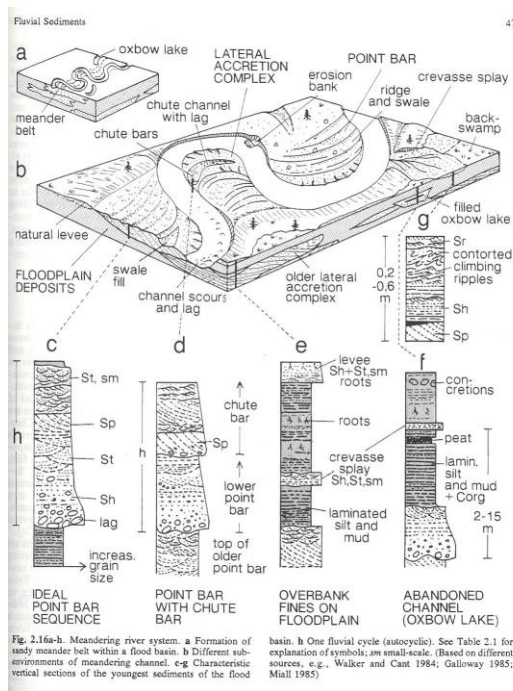 Fluvial Sediments
a
oxbow lake
meander
belt
LATERAL
ACCRETION
COMPLEX
POINT BAR
erosion
bank
ridge
and swale
crevasse splay
back-
swamp
chute channel
with lag
chute bars
b
natural levee
FLOODPLAIN
DEPOSITS
swale
fill
channel scours
and lag
older lateral
accretion
complex
filled
oxbow lake
g
0,2
-0,6
m
Sr
contorted
climbing
ripples
Sh
Sp
c
h
St, sm
Sp
St
Sh
lag
increas.
grain
size
IDEAL
POINT BAR
SEQUENCE
d
h
Sp
chute
bar
lower
point
bar
top of
older
point bar
POINT BAR
WITH CHUTE
BAR
e
levee
Sh+St,sm
roots
roots
crevasse
splay
Sh,St,sm
laminated
silt and
mud
OVERBANK
FINES ON
FLOODPLAIN
f
con-
cretions
peat
lamin.
silt
and mud
+ Corg
2-15
m
ABANDONED
CHANNEL
(OXBOW LAKE)
Fig. 2.16a-h. Meandering river system. a Formation of
sandy meander belt within a flood basin. b Different sub-
environments of meandering channel. c-g Characteristic
vertical sections of the youngest sediments of the flood
basin. h One fluvial cycle (autocyclic). See Table 2.1 for
explanation of symbols; sm small-scale. (Based on different
sources, e.g., Walker and Cant 1984; Galloway 1985;
Miall 1985)